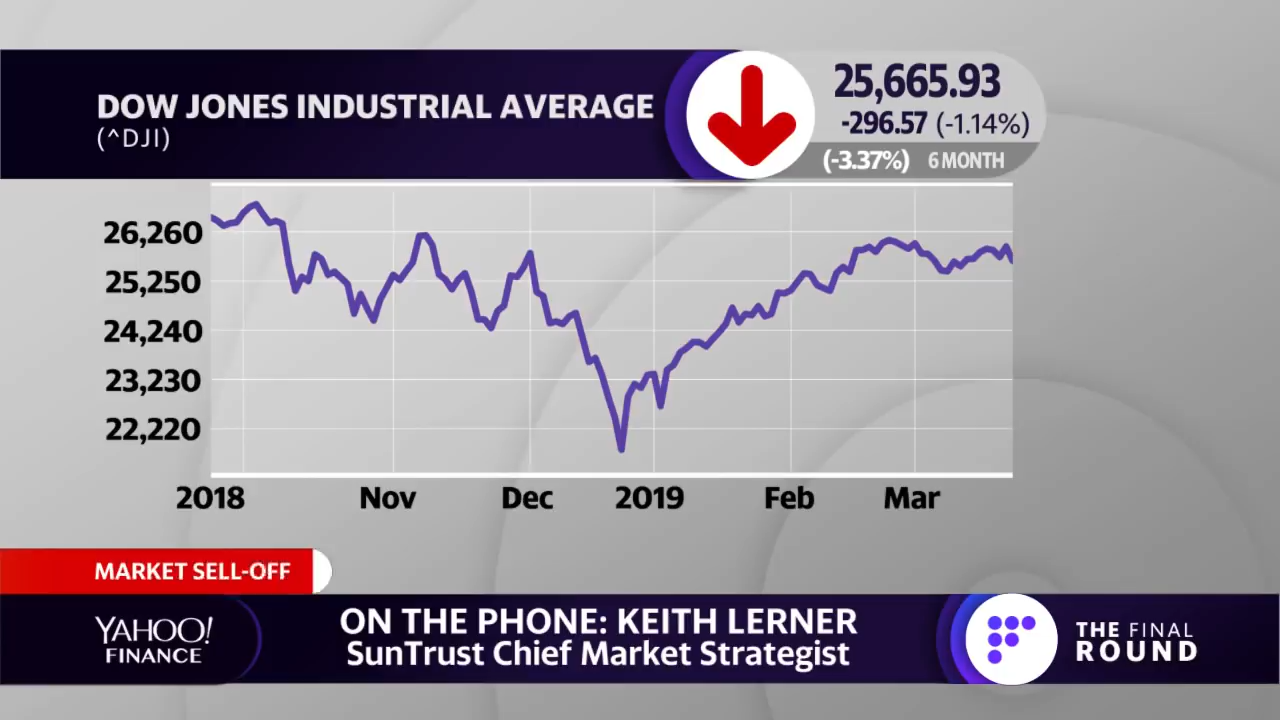 DOW JONES INDUSTRIAL AVERAGE
(^DJI)
25,665.93
-296.57 (-1.14%)
(-3.37%) 6 MONTH
26,260
25,250
24,240
23,230
22,220
2018 Nov Dec 2019 Feb Mar
MARKET SELL-OFF
YAHOO!
FINANCE
ON THE PHONE: KEITH LERNER
SunTrust Chief Market Strategist
THE FINAL
ROUND